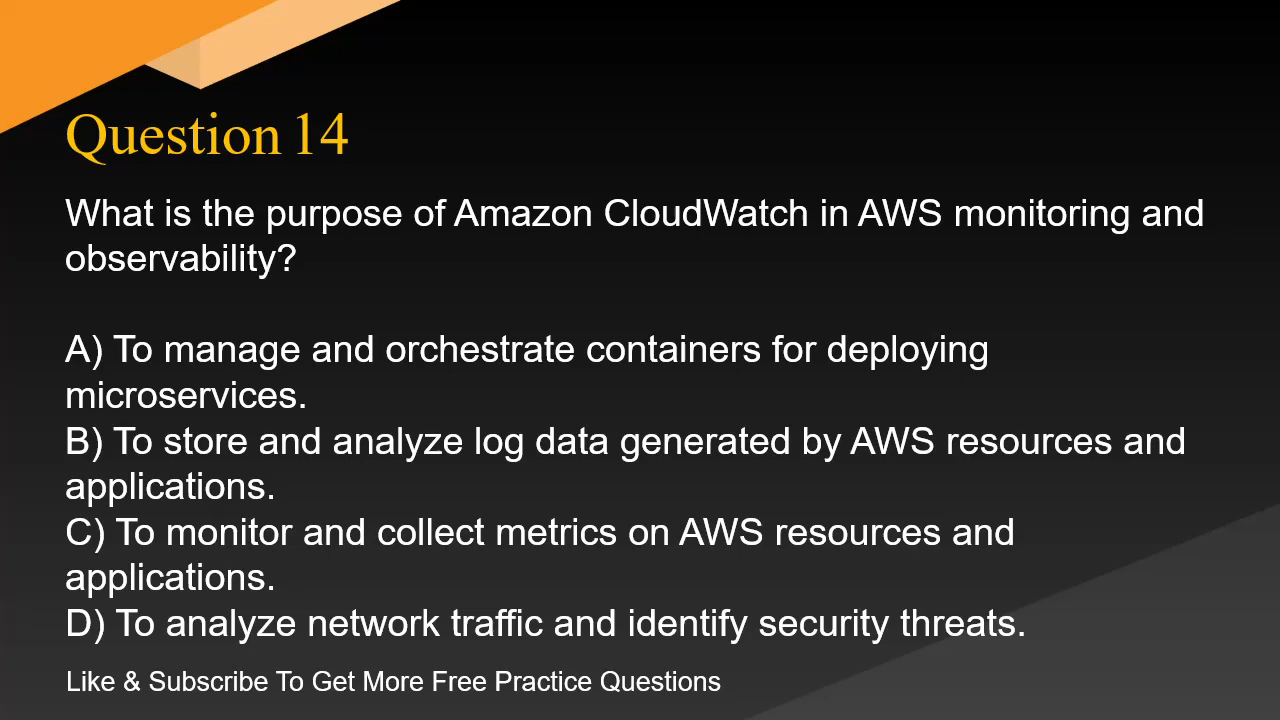 Question 14
What is the purpose of Amazon CloudWatch in AWS monitoring and
observability?
A) To manage and orchestrate containers for deploying
microservices.
B) To store and analyze log data generated by AWS resources and
applications.
C) To monitor and collect metrics on AWS resources and
applications.
D) To analyze network traffic and identify security threats.
Like & Subscribe To Get More Free Practice Questions